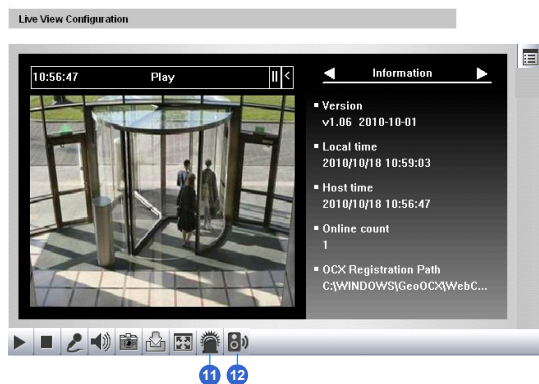 Live View Configuration
10:56:47 Play || <
Information
Version
v1.06 2010-10-01
Local time
2010/10/18 10:59:03
Host time
2010/10/18 10:56:47
Online count
1
OCX Registration Path
C:\WINDOWS\GeoOCX\WebC...
11 12